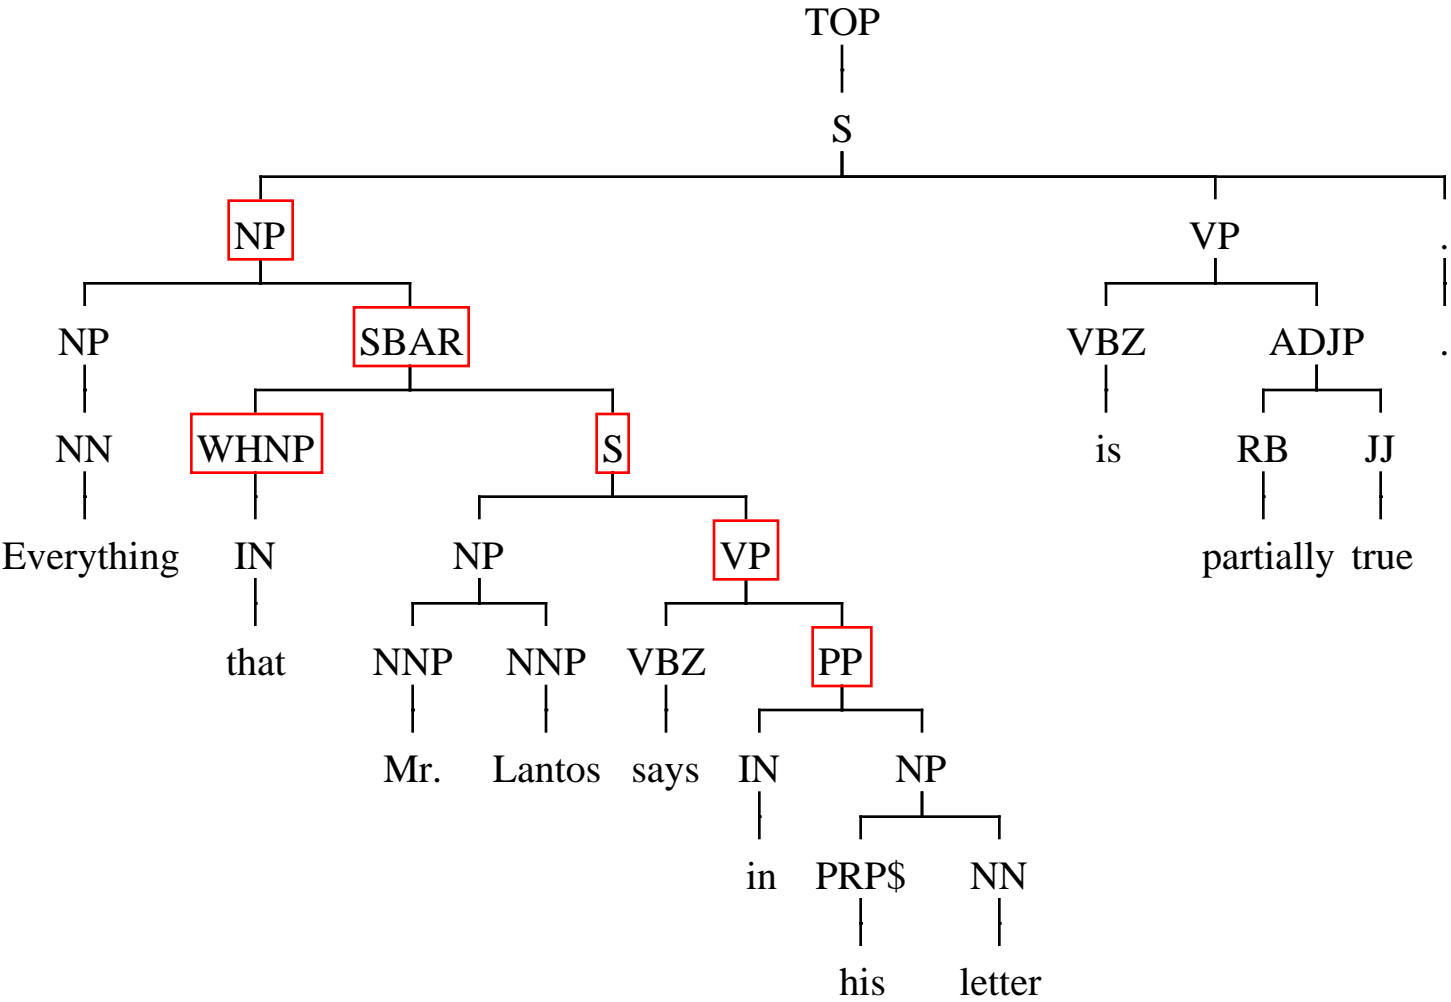 TOP
S
NP VP .
NP SBAR VBZ ADJP .
NN WHNP S is RB JJ
Everything IN NP VP partially true
that NNP NNP VBZ PP
Mr. Lantos says IN NP
in PRP$ NN
his letter